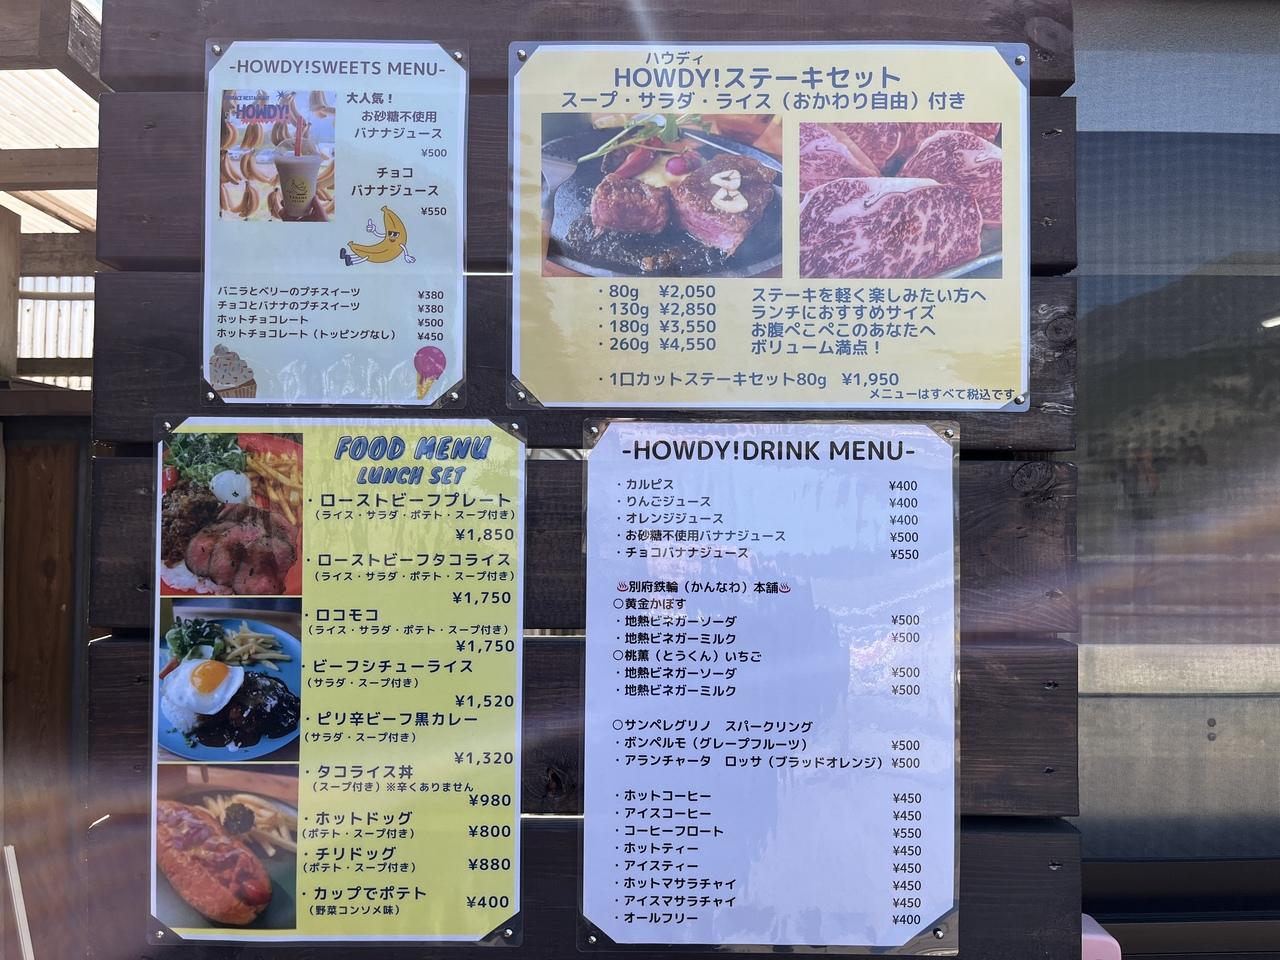 -HOWDY!SWEETS MENU-
HOWDY!
大人気！
お砂糖不使用
バナナジュース
¥500
チョコ
バナナジュース
¥550
バニラとベリーのプチスイーツ ¥380
チョコとバナナのプチスイーツ ¥380
ホットチョコレート ¥500
ホットチョコレート（トッピングなし） ¥450
ハウディ
HOWDY!ステーキセット
スープ・サラダ・ライス（おかわり自由）付き
・80g ¥2,050 ステーキを軽く楽しみたい方へ
・130g ¥2,850 ランチにおすすめサイズ
・180g ¥3,550 お腹ぺこぺこのあなたへ
・260g ¥4,550 ボリューム満点！
・1口カットステーキセット80g ¥1,950
メニューはすべて税込です
FOOD MENU
LUNCH SET
・ローストビーフプレート
（ライス・サラダ・ポテト・スープ付き）
¥1,850
・ローストビーフタコライス
（ライス・サラダ・ポテト・スープ付き）
¥1,750
・ロコモコ
（ライス・サラダ・ポテト・スープ付き）
¥1,750
・ビーフシチューライス
（サラダ・スープ付き）
¥1,520
・ピリ辛ビーフ黒カレー
（サラダ・スープ付き）
¥1,320
・タコライス丼
（スープ付き）※辛くありません
¥980
・ホットドッグ
（ポテト・スープ付き） ¥800
・チリドッグ
（ポテト・スープ付き） ¥880
・カップでポテト
（野菜コンソメ味） ¥400
-HOWDY!DRINK MENU-
・カルピス ¥400
・りんごジュース ¥400
・オレンジジュース ¥400
・お砂糖不使用バナナジュース ¥500
・チョコバナナジュース ¥550
♨別府鉄輪（かんなわ）本舗♨
○黄金かぼす
・地熱ビネガーソーダ ¥500
・地熱ビネガーミルク ¥500
○桃薫（とうくん）いちご
・地熱ビネガーソーダ ¥500
・地熱ビネガーミルク ¥500
○サンペレグリノ　スパークリング
・ポンペルモ（グレープフルーツ） ¥500
・アランチャータ　ロッサ（ブラッドオレンジ） ¥500
・ホットコーヒー ¥450
・アイスコーヒー ¥450
・コーヒーフロート ¥550
・ホットティー ¥450
・アイスティー ¥450
・ホットマサラチャイ ¥450
・アイスマサラチャイ ¥450
・オールフリー ¥400